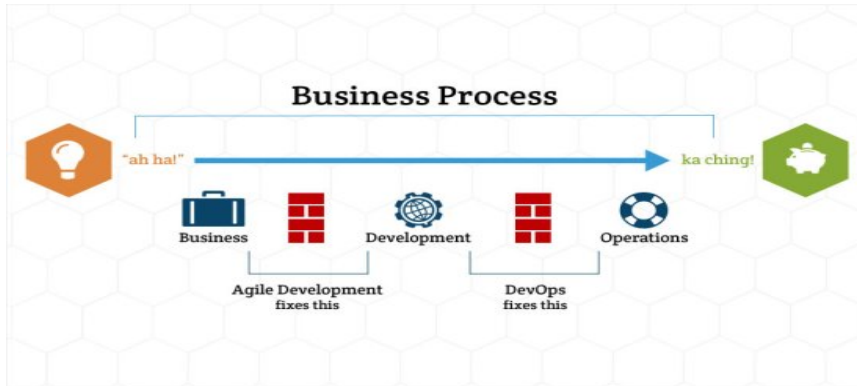 Business Process
“ah ha!”
ka ching!
Business
Development
Operations
Agile Development
fixes this
DevOps
fixes this